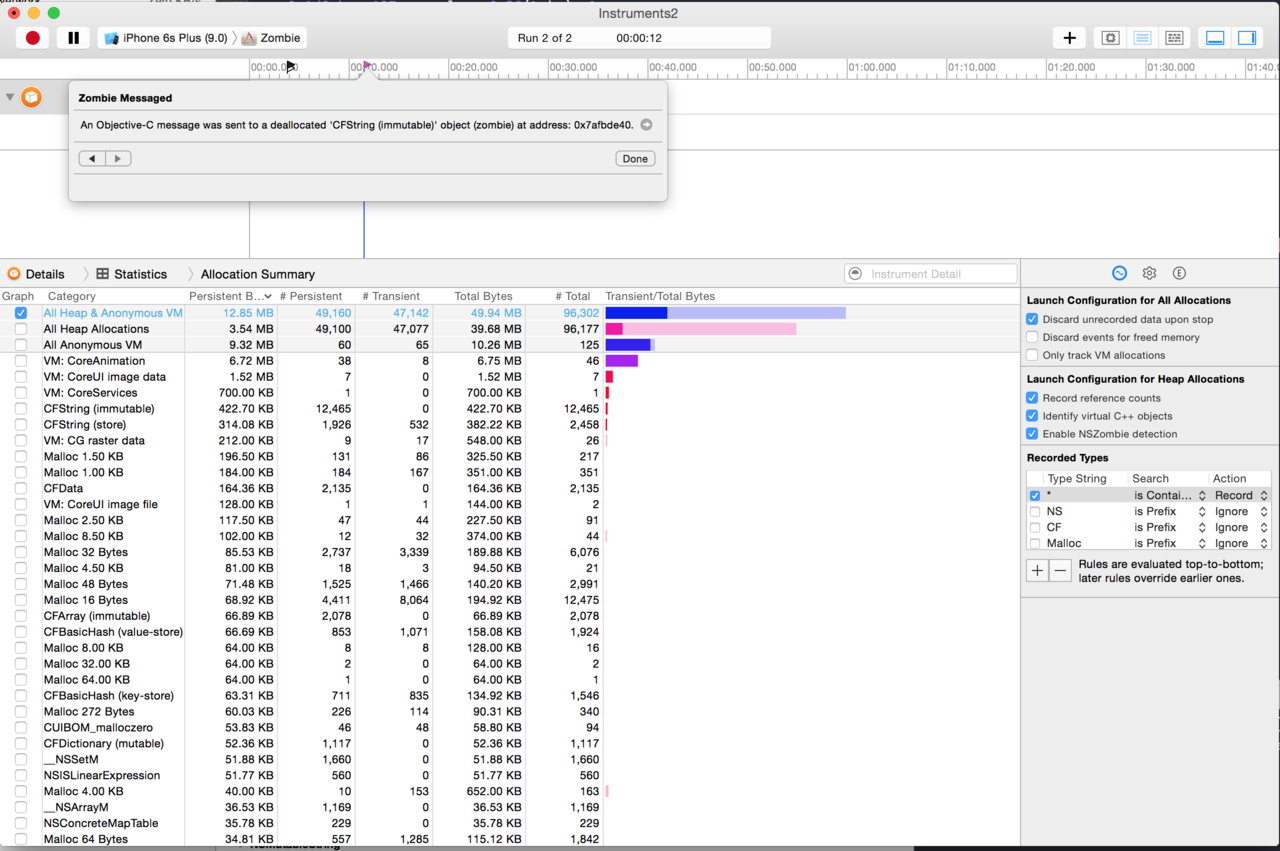 Instruments2
iPhone 6s Plus (9.0) Zombie
Run 2 of 2 00:00:12
00:00.0 00:10.000 00:20.000 00:30.000 00:40.000 00:50.000 01:00.000 01:10.000 01:20.000 01:30.000 01:40.0
Zombie Messaged
An Objective-C message was sent to a deallocated 'CFString (immutable)' object (zombie) at address: 0x7afbde40.
Done
Details Statistics Allocation Summary Instrument Detail
Graph Category Persistent B... # Persistent # Transient Total Bytes # Total Transient/Total Bytes
All Heap & Anonymous VM 12.85 MB 49,160 47,142 49.94 MB 96,302
All Heap Allocations 3.54 MB 49,100 47,077 39.68 MB 96,177
All Anonymous VM 9.32 MB 60 65 10.26 MB 125
VM: CoreAnimation 6.72 MB 38 8 6.75 MB 46
VM: CoreUI image data 1.52 MB 7 0 1.52 MB 7
VM: CoreServices 700.00 KB 1 0 700.00 KB 1
CFString (immutable) 422.70 KB 12,465 0 422.70 KB 12,465
CFString (store) 314.08 KB 1,926 532 382.22 KB 2,458
VM: CG raster data 212.00 KB 9 17 548.00 KB 26
Malloc 1.50 KB 196.50 KB 131 86 325.50 KB 217
Malloc 1.00 KB 184.00 KB 184 167 351.00 KB 351
CFData 164.36 KB 2,135 0 164.36 KB 2,135
VM: CoreUI image file 128.00 KB 1 1 144.00 KB 2
Malloc 2.50 KB 117.50 KB 47 44 227.50 KB 91
Malloc 8.50 KB 102.00 KB 12 32 374.00 KB 44
Malloc 32 Bytes 85.53 KB 2,737 3,339 189.88 KB 6,076
Malloc 4.50 KB 81.00 KB 18 3 94.50 KB 21
Malloc 48 Bytes 71.48 KB 1,525 1,466 140.20 KB 2,991
Malloc 16 Bytes 68.92 KB 4,411 8,064 194.92 KB 12,475
CFArray (immutable) 66.89 KB 2,078 0 66.89 KB 2,078
CFBasicHash (value-store) 66.69 KB 853 1,071 158.08 KB 1,924
Malloc 8.00 KB 64.00 KB 8 8 128.00 KB 16
Malloc 32.00 KB 64.00 KB 2 0 64.00 KB 2
Malloc 64.00 KB 64.00 KB 1 0 64.00 KB 1
CFBasicHash (key-store) 63.31 KB 711 835 134.92 KB 1,546
Malloc 272 Bytes 60.03 KB 226 114 90.31 KB 340
CUIBOM_malloczero 53.83 KB 46 48 58.80 KB 94
CFDictionary (mutable) 52.36 KB 1,117 0 52.36 KB 1,117
__NSSetM 51.88 KB 1,660 0 51.88 KB 1,660
NSISLinearExpression 51.77 KB 560 0 51.77 KB 560
Malloc 4.00 KB 40.00 KB 10 153 652.00 KB 163
__NSArrayM 36.53 KB 1,169 0 36.53 KB 1,169
NSConcreteMapTable 35.78 KB 229 0 35.78 KB 229
Malloc 64 Bytes 34.81 KB 557 1,285 115.12 KB 1,842
Launch Configuration for All Allocations
Discard unrecorded data upon stop
Discard events for freed memory
Only track VM allocations
Launch Configuration for Heap Allocations
Record reference counts
Identify virtual C++ objects
Enable NSZombie detection
Recorded Types
Type String Search Action
* is Contai... Record
NS is Prefix Ignore
CF is Prefix Ignore
Malloc is Prefix Ignore
Rules are evaluated top-to-bottom;
later rules override earlier ones.